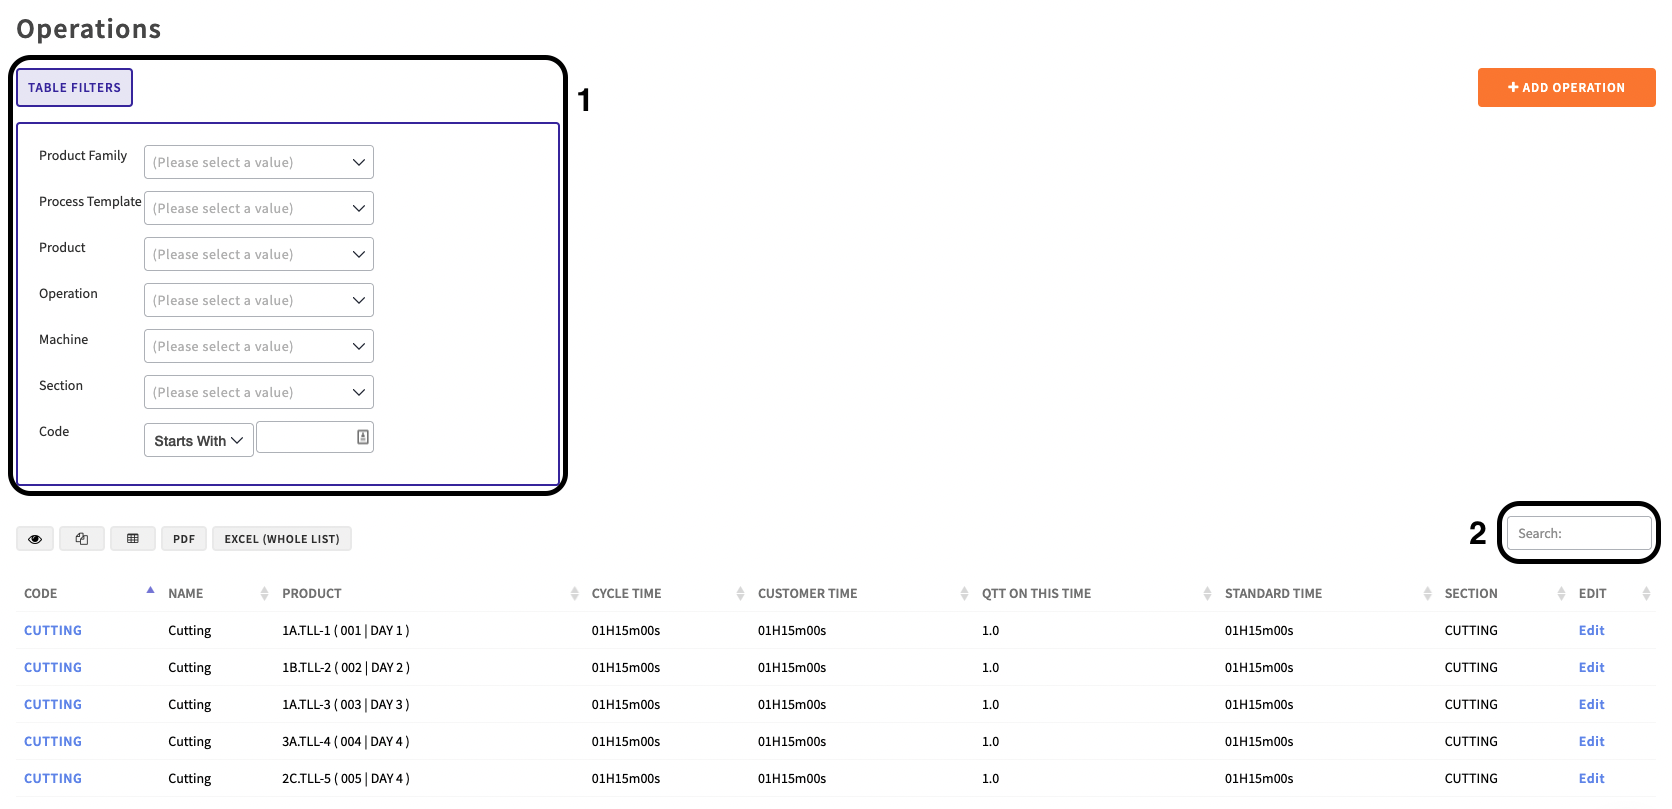 Operations
TABLE FILTERS
1
+ ADD OPERATION
Product Family (Please select a value)
Process Template (Please select a value)
Product (Please select a value)
Operation (Please select a value)
Machine (Please select a value)
Section (Please select a value)
Code Starts With
PDF EXCEL (WHOLE LIST)
2 Search:
CODE NAME PRODUCT CYCLE TIME CUSTOMER TIME QTT ON THIS TIME STANDARD TIME SECTION EDIT
CUTTING Cutting 1A.TLL-1 ( 001 | DAY 1 ) 01H15m00s 01H15m00s 1.0 01H15m00s CUTTING Edit
CUTTING Cutting 1B.TLL-2 ( 002 | DAY 2 ) 01H15m00s 01H15m00s 1.0 01H15m00s CUTTING Edit
CUTTING Cutting 1A.TLL-3 ( 003 | DAY 3 ) 01H15m00s 01H15m00s 1.0 01H15m00s CUTTING Edit
CUTTING Cutting 3A.TLL-4 ( 004 | DAY 4 ) 01H15m00s 01H15m00s 1.0 01H15m00s CUTTING Edit
CUTTING Cutting 2C.TLL-5 ( 005 | DAY 4 ) 01H15m00s 01H15m00s 1.0 01H15m00s CUTTING Edit